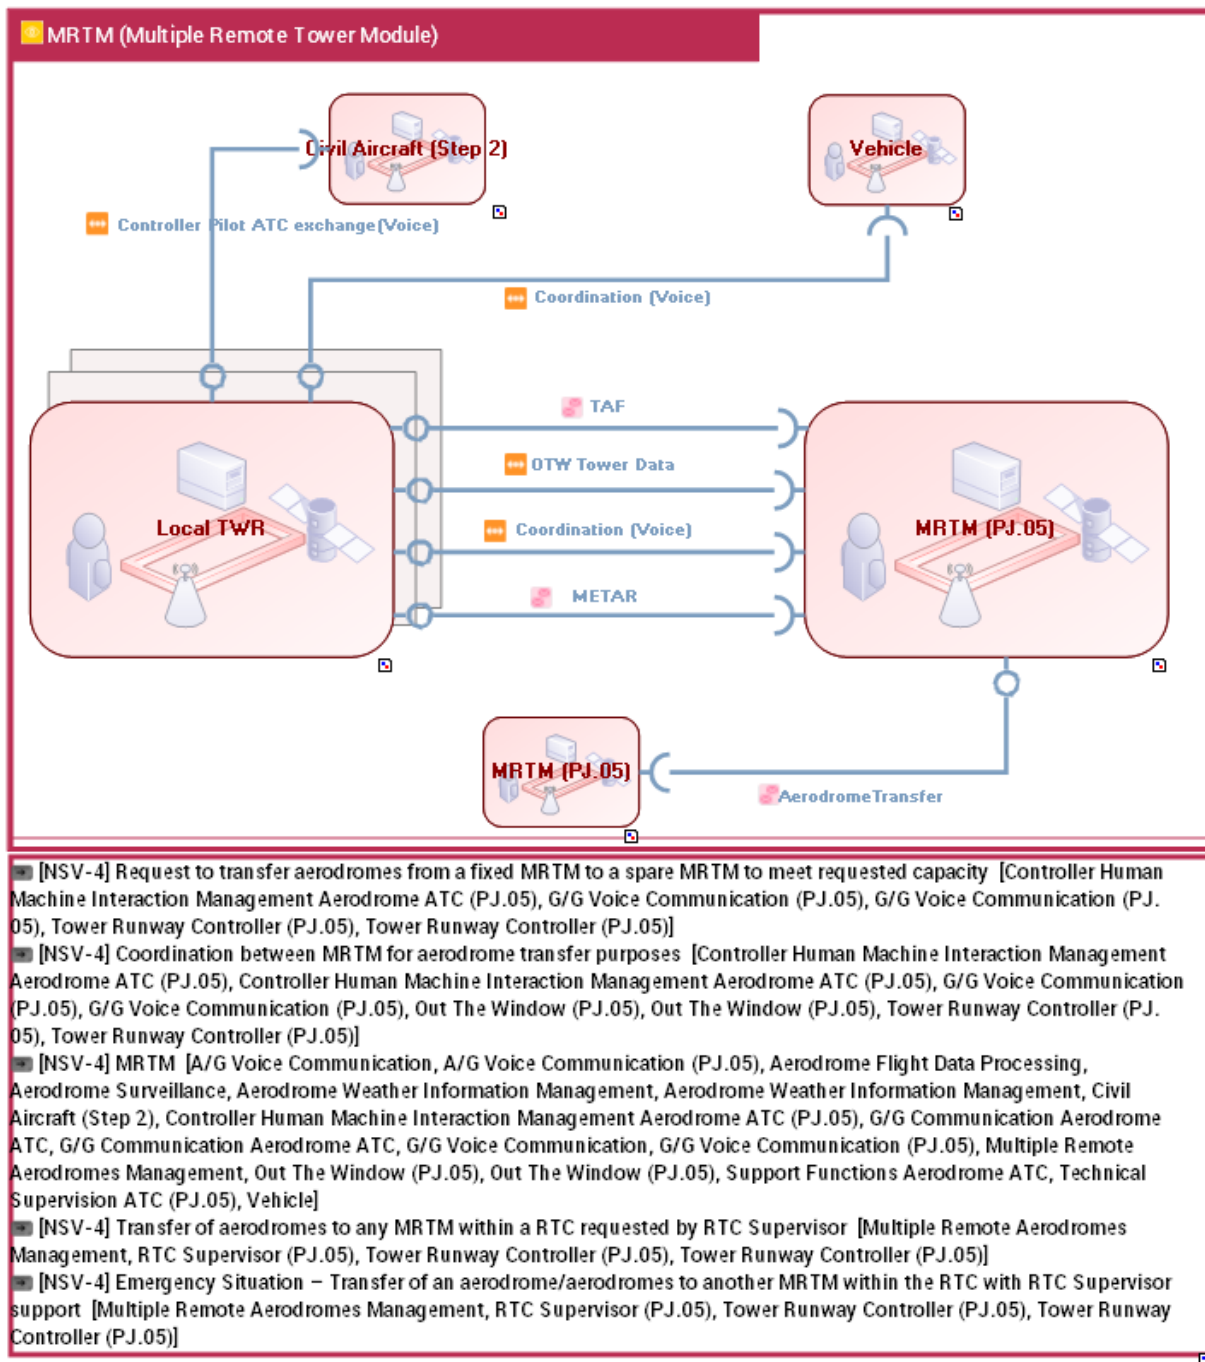 MRTM (Multiple Remote Tower Module)
Civil Aircraft (Step 2)
Vehicle
Controller Pilot ATC exchange(Voice)
Coordination (Voice)
TAF
OTW Tower Data
Local TWR
Coordination (Voice)
MRTM (PJ.05)
METAR
MRTM (PJ.05)
AerodromeTransfer
[NSV-4] Request to transfer aerodromes from a fixed MRTM to a spare MRTM to meet requested capacity [Controller Human
Machine Interaction Management Aerodrome ATC (PJ.05), G/G Voice Communication (PJ.05), G/G Voice Communication (PJ.
05), Tower Runway Controller (PJ.05), Tower Runway Controller (PJ.05)]
[NSV-4] Coordination between MRTM for aerodrome transfer purposes [Controller Human Machine Interaction Management
Aerodrome ATC (PJ.05), Controller Human Machine Interaction Management Aerodrome ATC (PJ.05), G/G Voice Communication
(PJ.05), G/G Voice Communication (PJ.05), Out The Window (PJ.05), Out The Window (PJ.05), Tower Runway Controller (PJ.
05), Tower Runway Controller (PJ.05)]
[NSV-4] MRTM [A/G Voice Communication, A/G Voice Communication (PJ.05), Aerodrome Flight Data Processing,
Aerodrome Surveillance, Aerodrome Weather Information Management, Aerodrome Weather Information Management, Civil
Aircraft (Step 2), Controller Human Machine Interaction Management Aerodrome ATC (PJ.05), G/G Communication Aerodrome
ATC, G/G Communication Aerodrome ATC, G/G Voice Communication, G/G Voice Communication (PJ.05), Multiple Remote
Aerodromes Management, Out The Window (PJ.05), Out The Window (PJ.05), Support Functions Aerodrome ATC, Technical
Supervision ATC (PJ.05), Vehicle]
[NSV-4] Transfer of aerodromes to any MRTM within a RTC requested by RTC Supervisor [Multiple Remote Aerodromes
Management, RTC Supervisor (PJ.05), Tower Runway Controller (PJ.05), Tower Runway Controller (PJ.05)]
[NSV-4] Emergency Situation – Transfer of an aerodrome/aerodromes to another MRTM within the RTC with RTC Supervisor
support [Multiple Remote Aerodromes Management, RTC Supervisor (PJ.05), Tower Runway Controller (PJ.05), Tower Runway
Controller (PJ.05)]